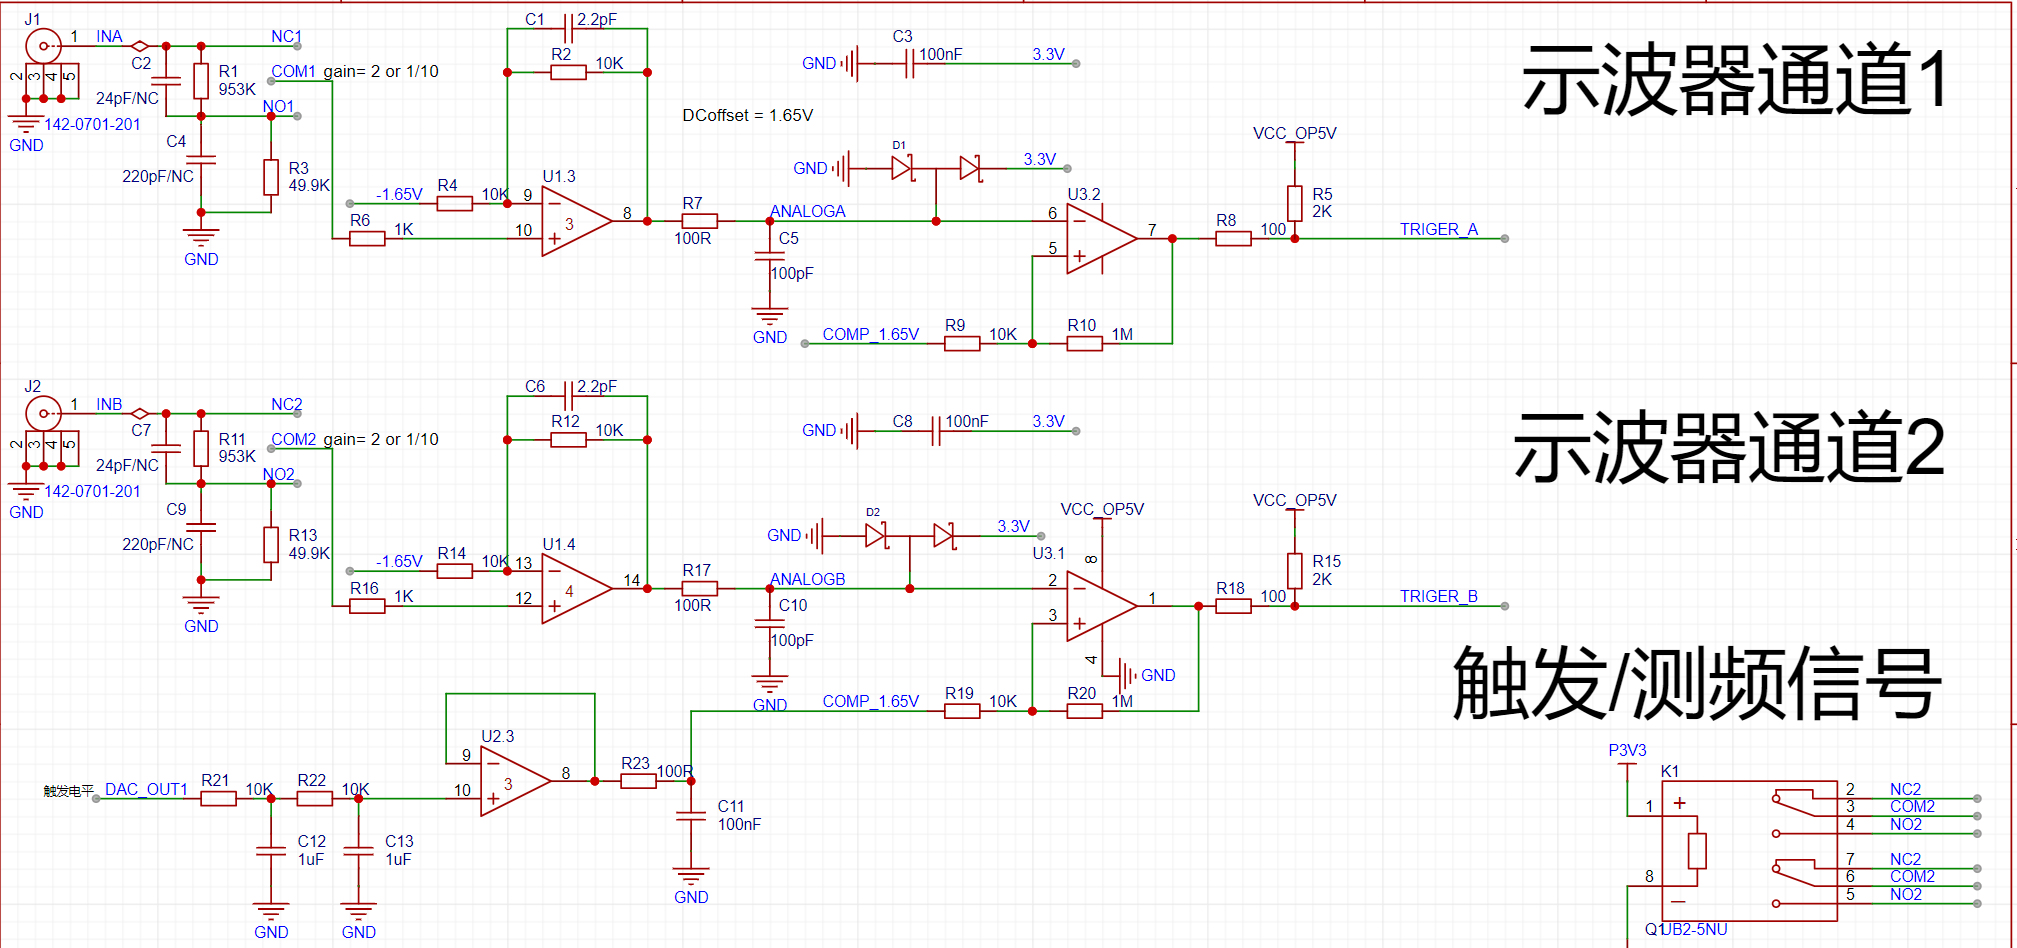 J1
1
INA
NC1
C2
24pF/NC
R1
953K
COM1 gain= 2 or 1/10
NO1
2 3 4 5
142-0701-201
GND
C4
220pF/NC
R3
49.9K
GND
C1 2.2pF
R2 10K
-1.65V
R4 10K
R6 1K
U1.3
9
10
3
8
DCoffset = 1.65V
R7
100R
ANALOGA
C5
100pF
GND
GND
C3
100nF
3.3V
GND
D1
3.3V
U3.2
6
5
7
COMP_1.65V
R9 10K
R10 1M
R8 100
VCC_OP5V
R5
2K
TRIGER_A
示波器通道1
J2
1
INB
NC2
C7
24pF/NC
R11
953K
COM2 gain= 2 or 1/10
NO2
2 3 4 5
142-0701-201
GND
C9
220pF/NC
R13
49.9K
GND
C6 2.2pF
R12 10K
-1.65V
R14 10K
R16 1K
U1.4
13
12
4
14
R17
100R
ANALOGB
C10
100pF
GND
GND
C8
100nF
3.3V
GND
D2
3.3V
VCC_OP5V
U3.1
8
2
3
1
4
GND
COMP_1.65V
R19 10K
R20 1M
R18 100
VCC_OP5V
R15
2K
TRIGER_B
示波器通道2
触发/测频信号
触发电平
DAC_OUT1
R21 10K
R22 10K
C12
1uF
C13
1uF
GND
GND
U2.3
9
10
3
8
R23
100R
C11
100nF
GND
P3V3
K1
1
8
2 NC2
3 COM2
4 NO2
7 NC2
6 COM2
5 NO2
Q1
UB2-5NU